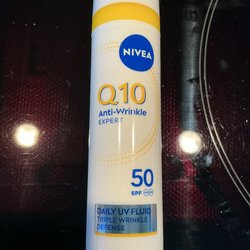 NIVEA
Q10
Anti-Wrinkle
EXPERT
50
SPF
DAILY UV FLUID
TRIPLE WRINKLE
DEFENSE